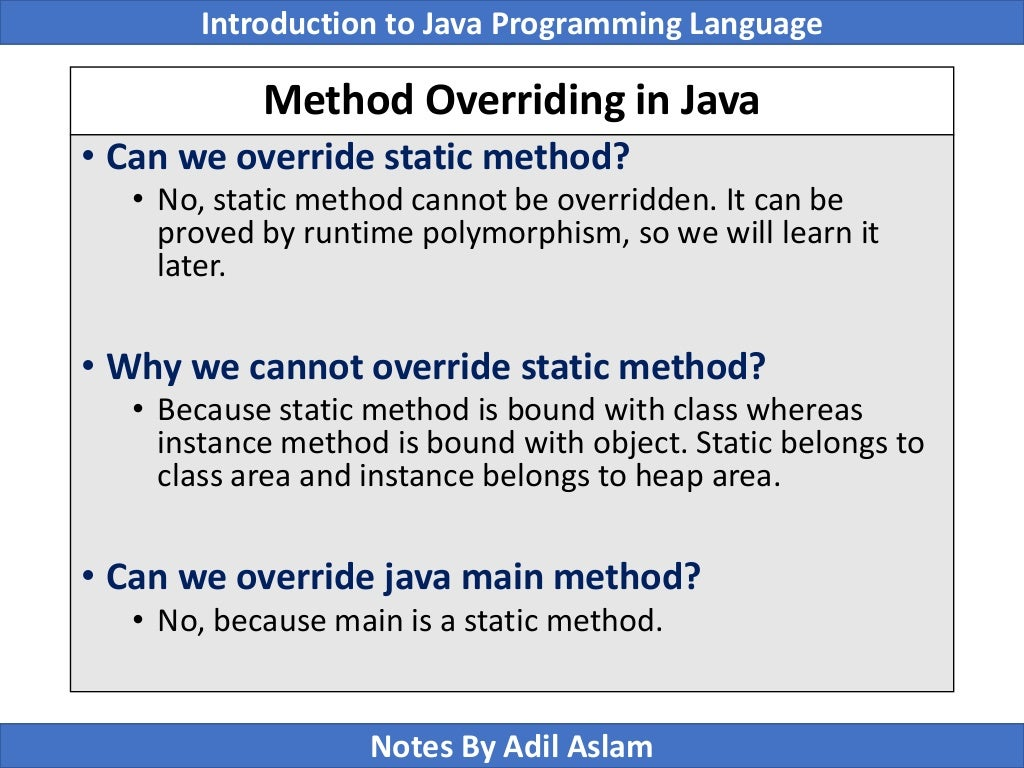 Introduction to Java Programming Language
Method Overriding in Java
• Can we override static method?
• No, static method cannot be overridden. It can be
proved by runtime polymorphism, so we will learn it
later.
• Why we cannot override static method?
• Because static method is bound with class whereas
instance method is bound with object. Static belongs to
class area and instance belongs to heap area.
• Can we override java main method?
• No, because main is a static method.
Notes By Adil Aslam